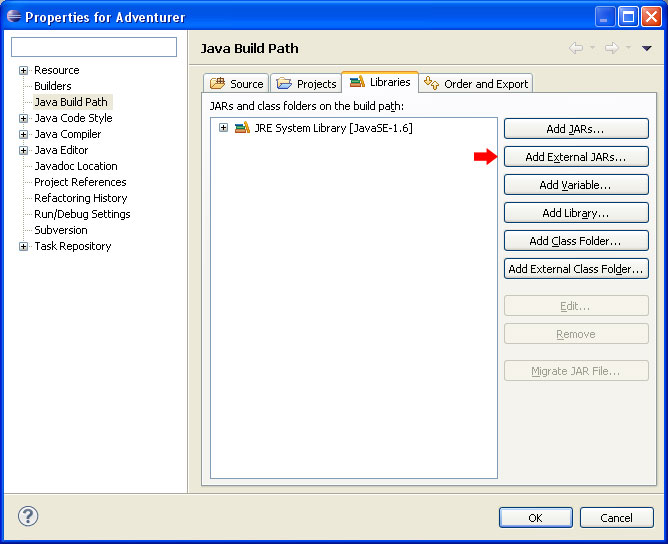 Properties for Adventurer
Java Build Path
Resource
Builders
Java Build Path
Java Code Style
Java Compiler
Java Editor
Javadoc Location
Project References
Refactoring History
Run/Debug Settings
Subversion
Task Repository
Source
Projects
Libraries
Order and Export
JARs and class folders on the build path:
JRE System Library [JavaSE-1.6]
Add JARs...
Add External JARs...
Add Variable...
Add Library...
Add Class Folder...
Add External Class Folder...
Edit...
Remove
Migrate JAR File...
?
OK
Cancel